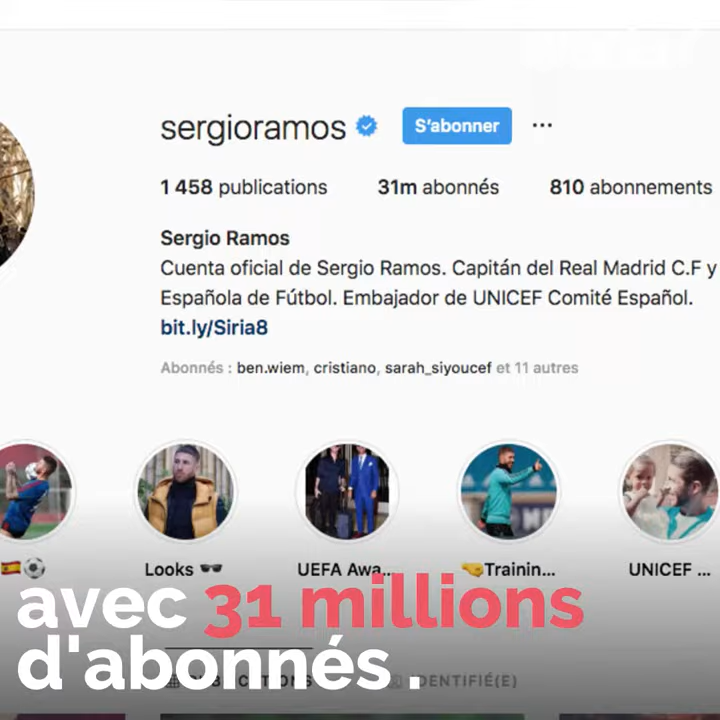 sergioramos S'abonner ...
1 458 publications 31m abonnés 810 abonnements
Sergio Ramos
Cuenta oficial de Sergio Ramos. Capitán del Real Madrid C.F y
Española de Fútbol. Embajador de UNICEF Comité Español.
bit.ly/Siria8
Abonnés : ben.wiem, cristiano, sarah_siyoucef et 11 autres
Looks 🕶️ UEFA Awa... 🤜Trainin... UNICEF ...
avec 31 millions
d'abonnés.
PUBLICATIONS IDENTIFIÉ(E)